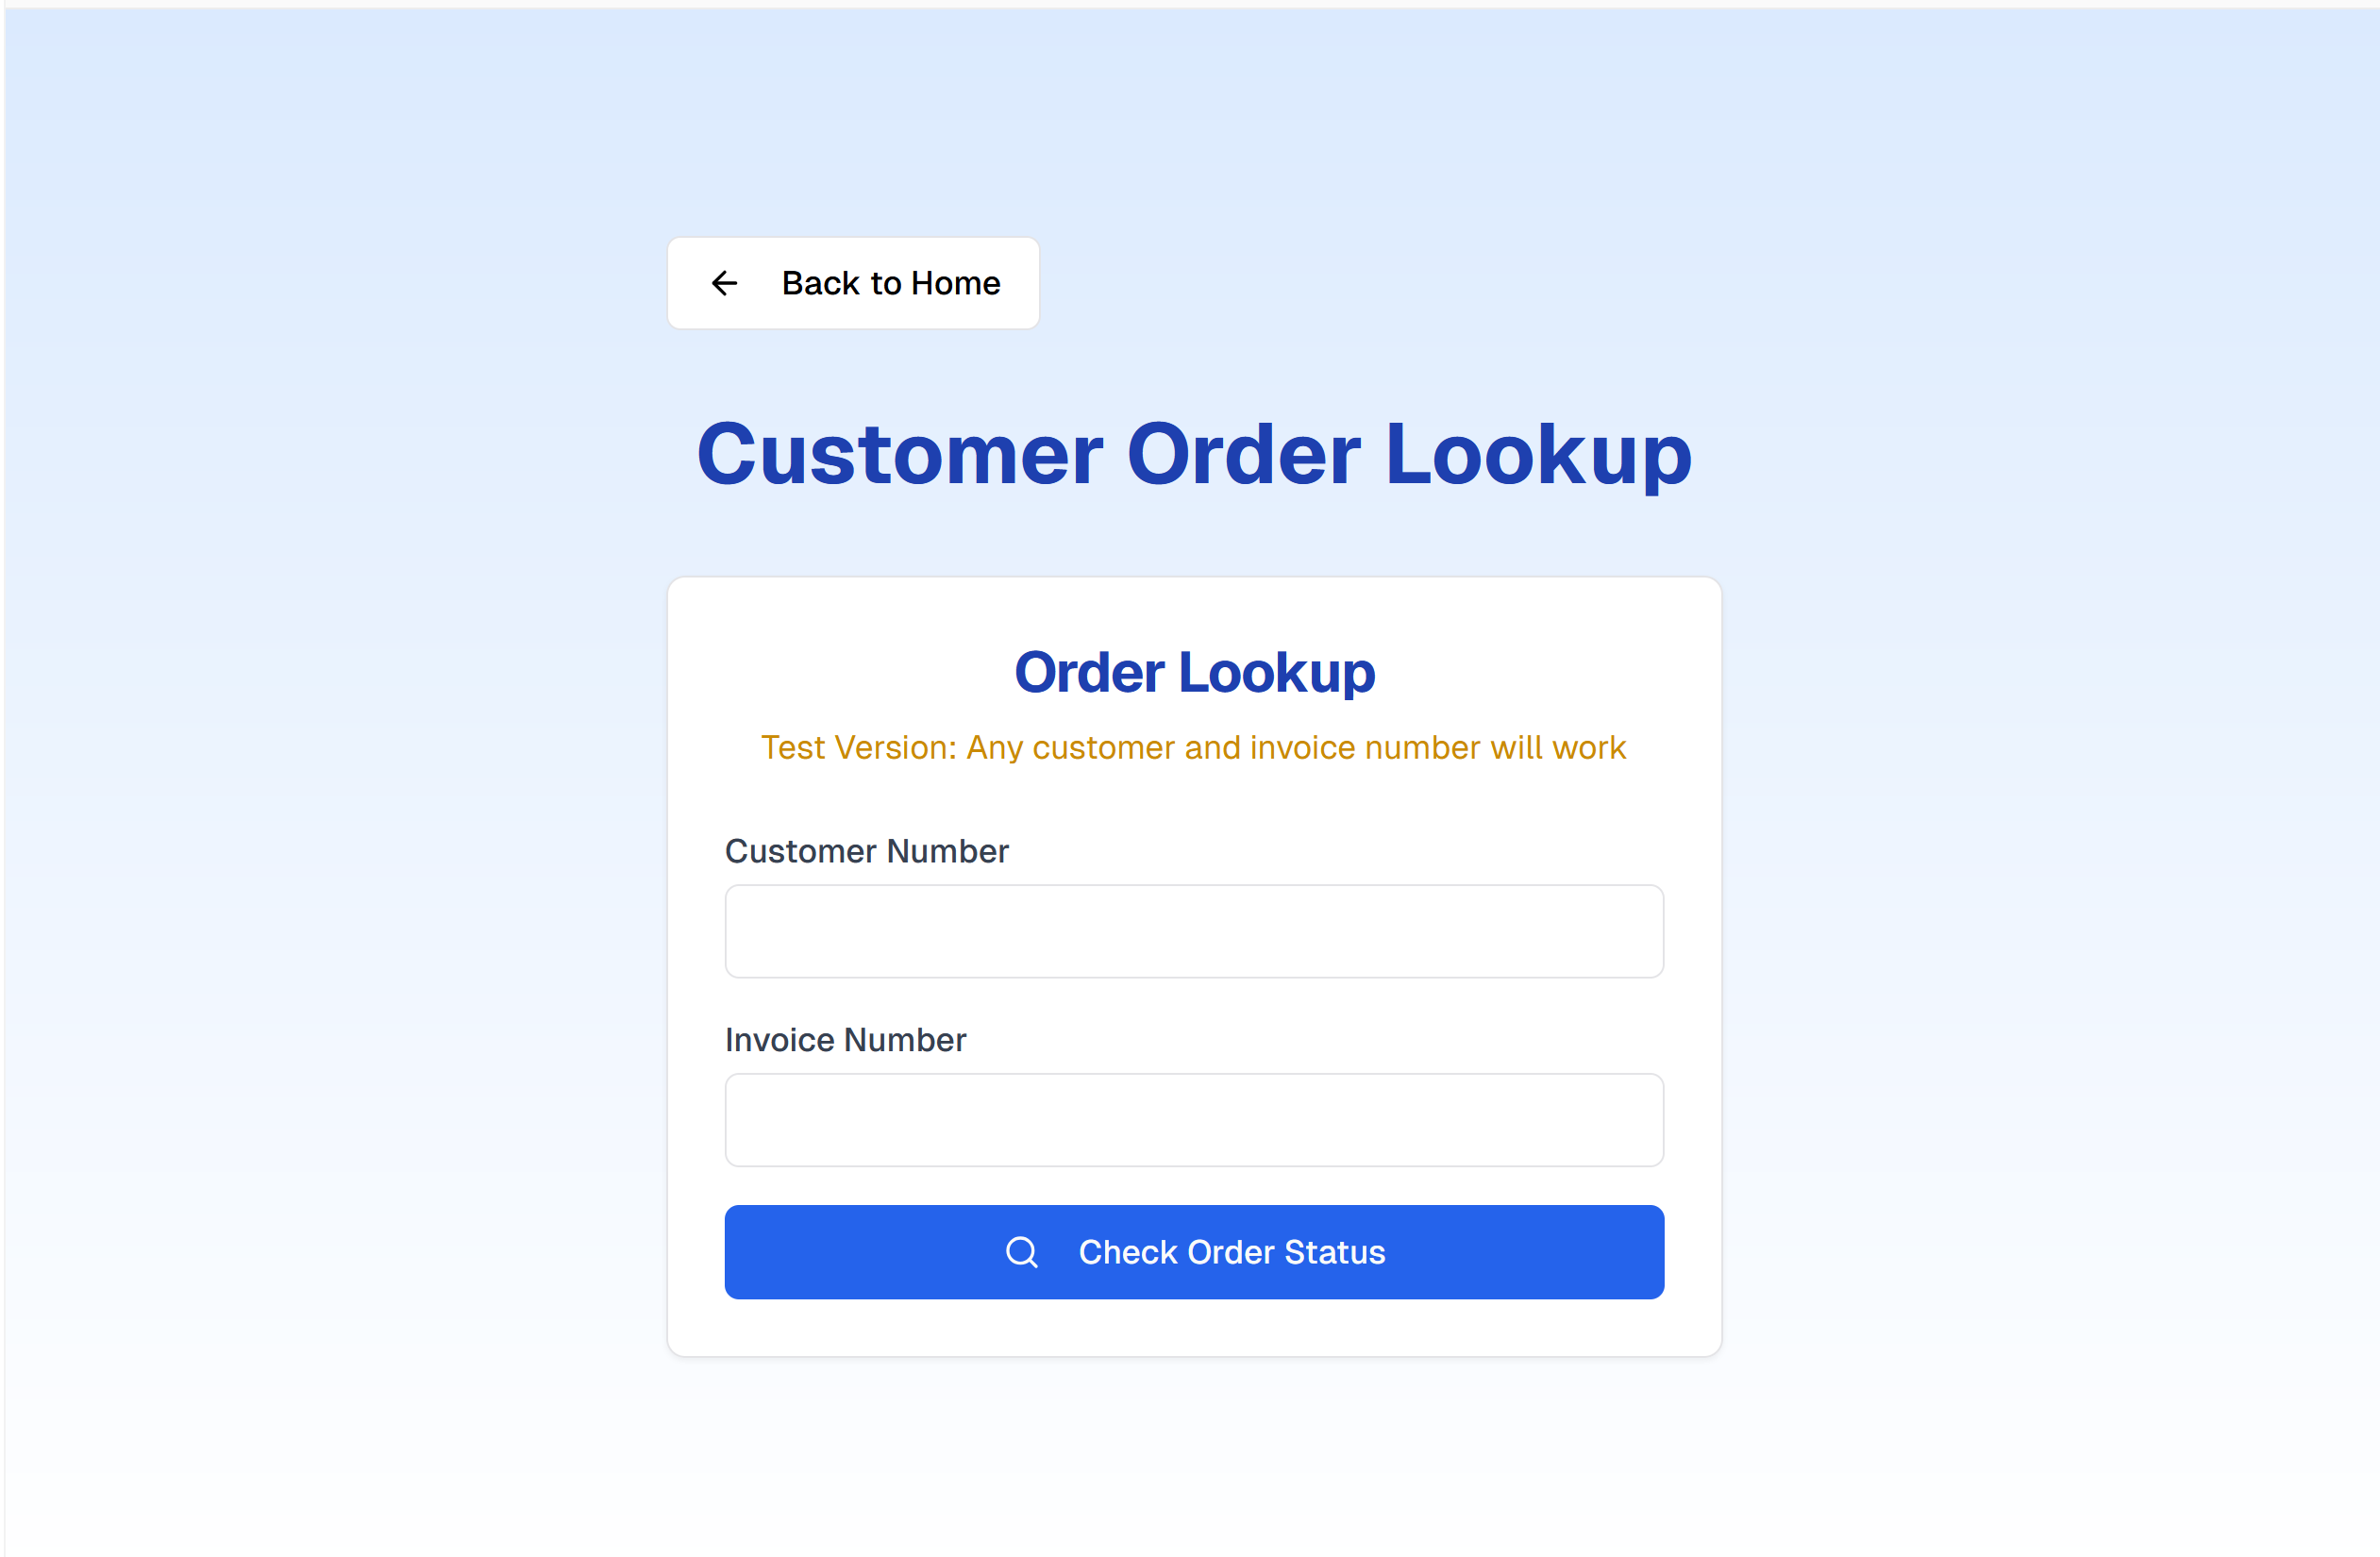 Back to Home
Customer Order Lookup
Order Lookup
Test Version: Any customer and invoice number will work
Customer Number
Invoice Number
Check Order Status